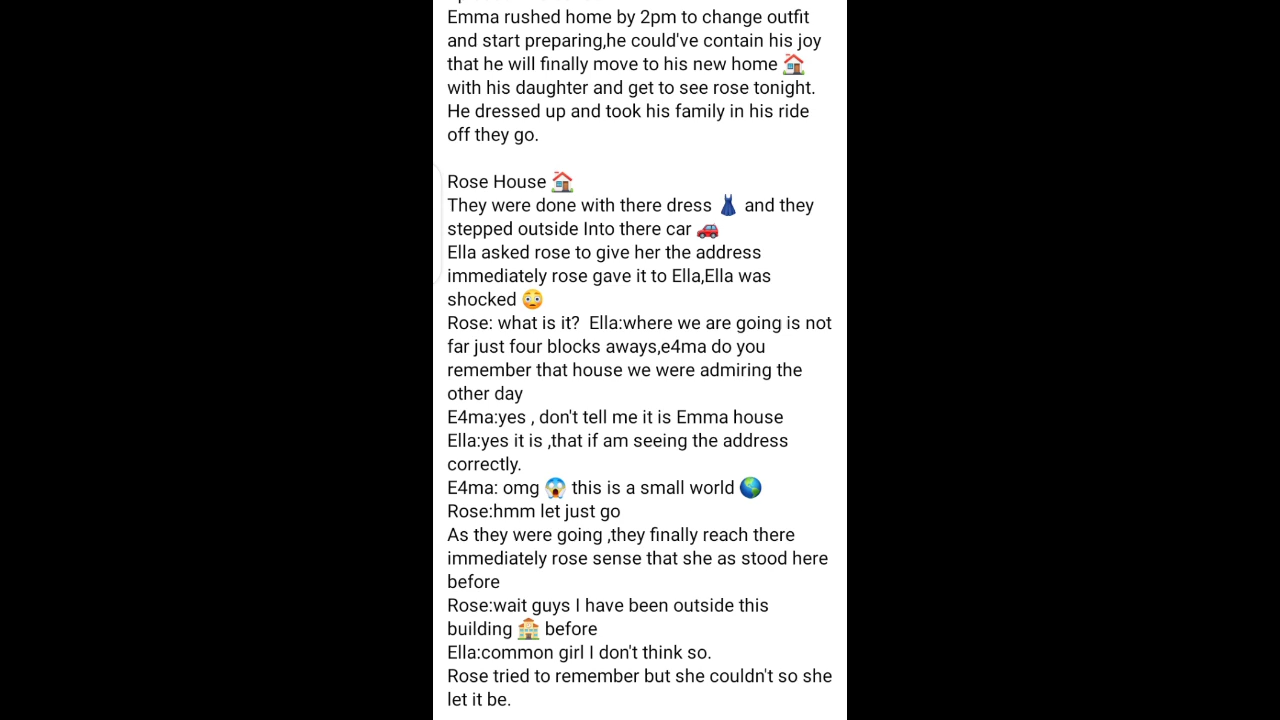 Emma rushed home by 2pm to change outfit
and start preparing,he could've contain his joy
that he will finally move to his new home 🏠
with his daughter and get to see rose tonight.
He dressed up and took his family in his ride
off they go.
Rose House 🏠
They were done with there dress 👗 and they
stepped outside Into there car 🚗
Ella asked rose to give her the address
immediately rose gave it to Ella,Ella was
shocked 😳
Rose: what is it?  Ella:where we are going is not
far just four blocks aways,e4ma do you
remember that house we were admiring the
other day
E4ma:yes , don't tell me it is Emma house
Ella:yes it is ,that if am seeing the address
correctly.
E4ma: omg 😱 this is a small world 🌎
Rose:hmm let just go
As they were going ,they finally reach there
immediately rose sense that she as stood here
before
Rose:wait guys I have been outside this
building 🏫 before
Ella:common girl I don't think so.
Rose tried to remember but she couldn't so she
let it be.